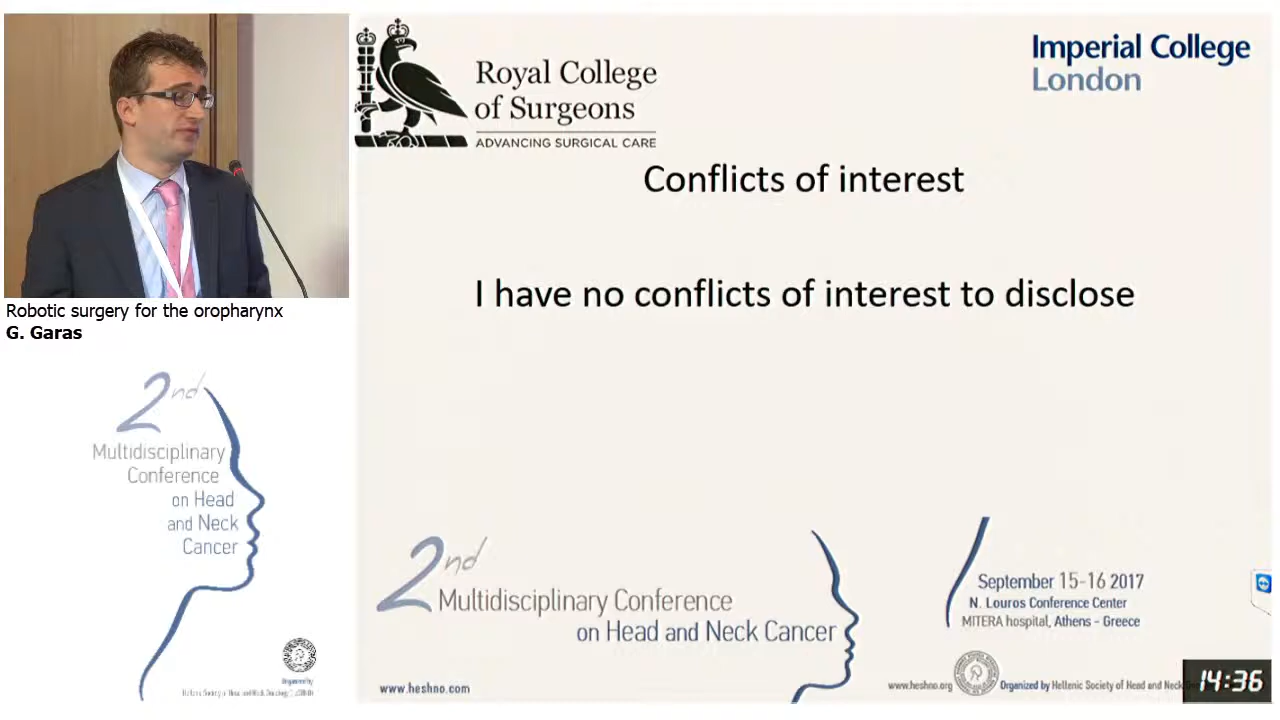 Royal College
of Surgeons
ADVANCING SURGICAL CARE
Imperial College
London
Conflicts of interest
I have no conflicts of interest to disclose
Robotic surgery for the oropharynx
G. Garas
2nd
Multidisciplinary
Conference
on Head
and Neck
Cancer
Organized by
2nd
Multidisciplinary Conference
on Head and Neck Cancer
www.heshno.com
September 15-16 2017
N. Louros Conference Center
MITERA hospital, Athens - Greece
www.heshno.org
Organized by Hellenic Society of Head and Neck
14:36